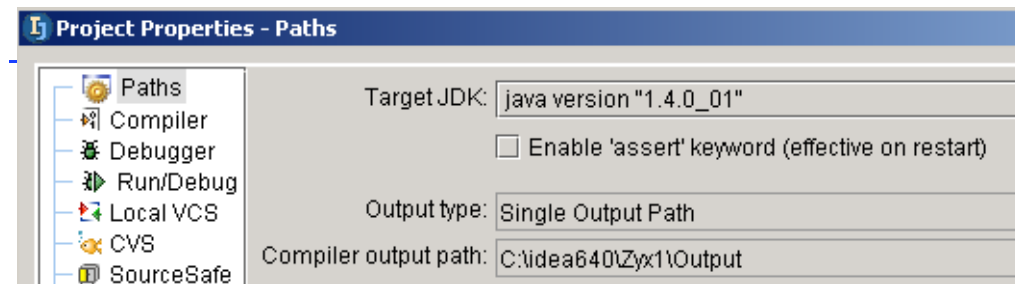 Project Properties - Paths
Paths
Compiler
Debugger
Run/Debug
Local VCS
CVS
SourceSafe
Target JDK: java version "1.4.0_01"
Enable 'assert' keyword (effective on restart)
Output type: Single Output Path
Compiler output path: C:\idea640\Zyx1\Output